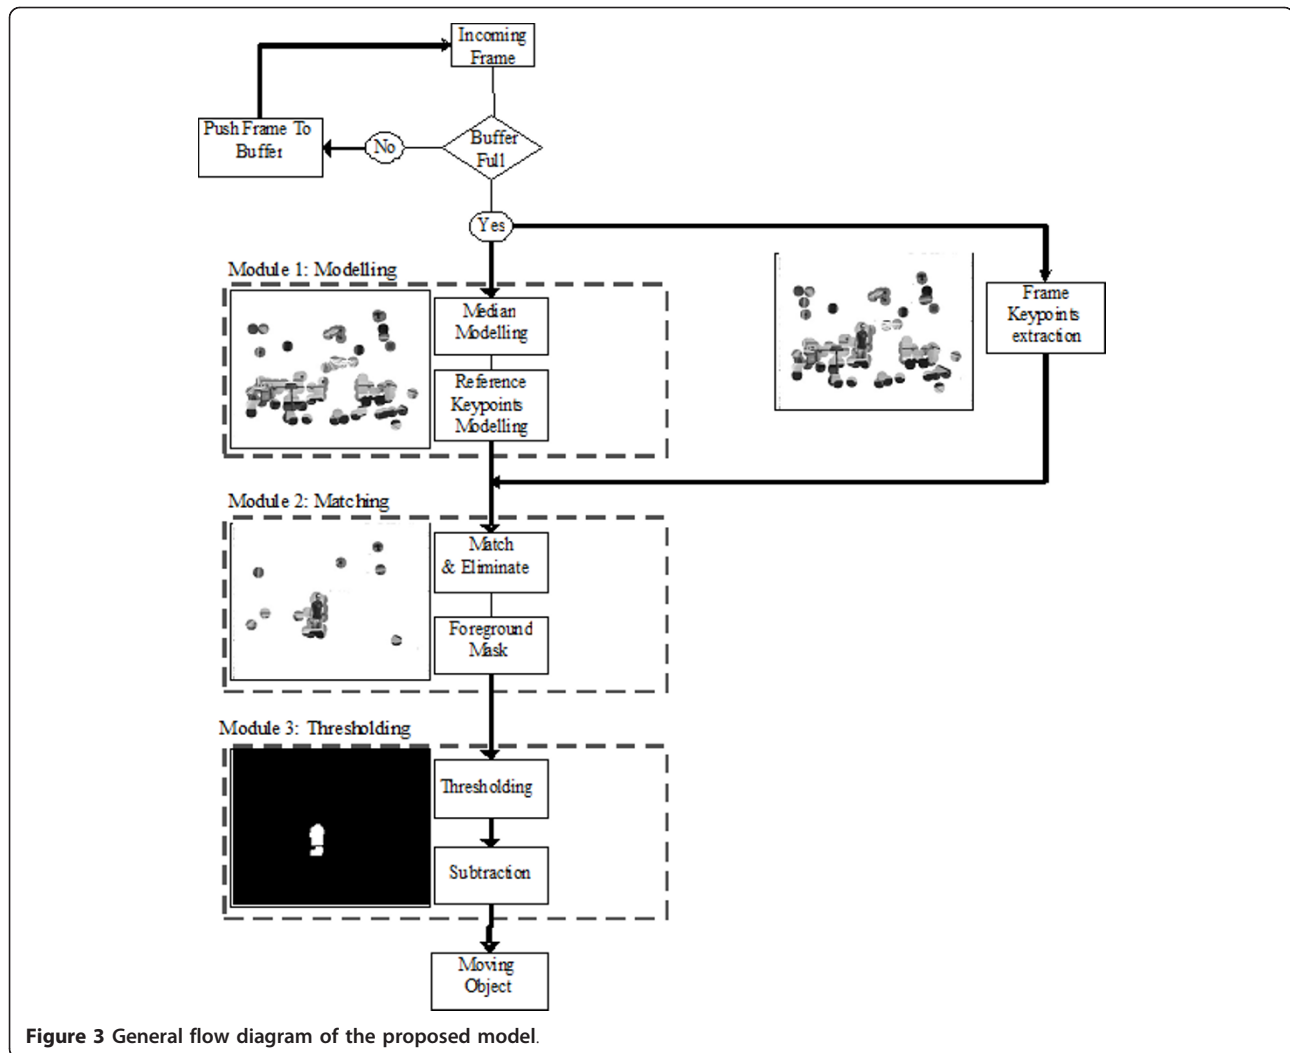 Incoming
Frame
Push Frame To
Buffer
No
Buffer
Full
Yes
Module 1: Modelling
Median
Modelling
Reference
Keypoints
Modelling
Frame
Keypoints
extraction
Module 2: Matching
Match
& Eliminate
Foreground
Mask
Module 3: Thresholding
Thresholding
Subtraction
Moving
Object
Figure 3 General flow diagram of the proposed model.